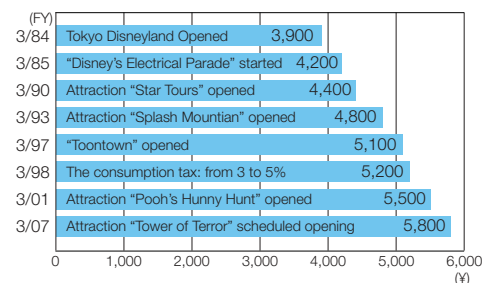 (FY)
3/84 Tokyo Disneyland Opened 3,900
3/85 “Disney’s Electrical Parade” started 4,200
3/90 Attraction “Star Tours” opened 4,400
3/93 Attraction “Splash Mountian” opened 4,800
3/97 “Toontown” opened 5,100
3/98 The consumption tax: from 3 to 5% 5,200
3/01 Attraction “Pooh’s Hunny Hunt” opened 5,500
3/07 Attraction “Tower of Terror” scheduled opening 5,800
0 1,000 2,000 3,000 4,000 5,000 6,000
(¥)